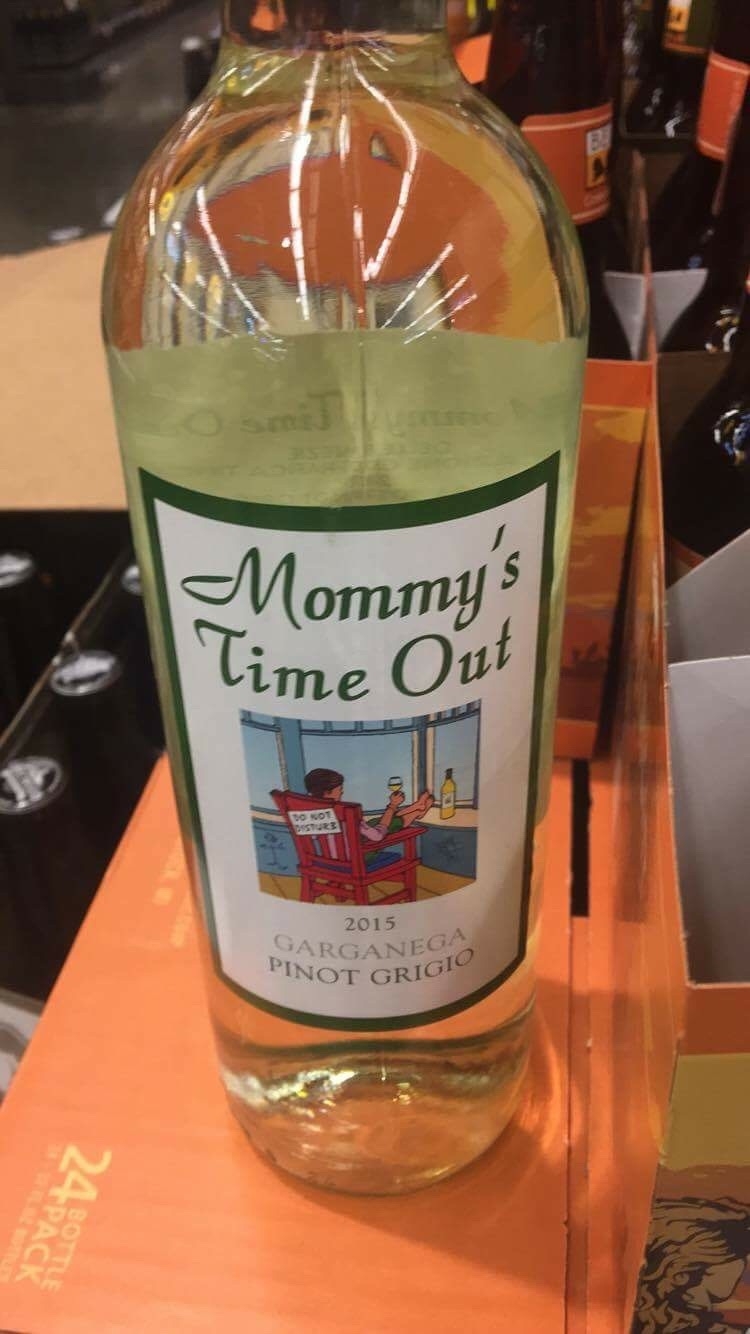 Mommy's
Time Out
DO NOT
DISTURB
2015
GARGANEGA
PINOT GRIGIO
24 BOTTLE
PACK